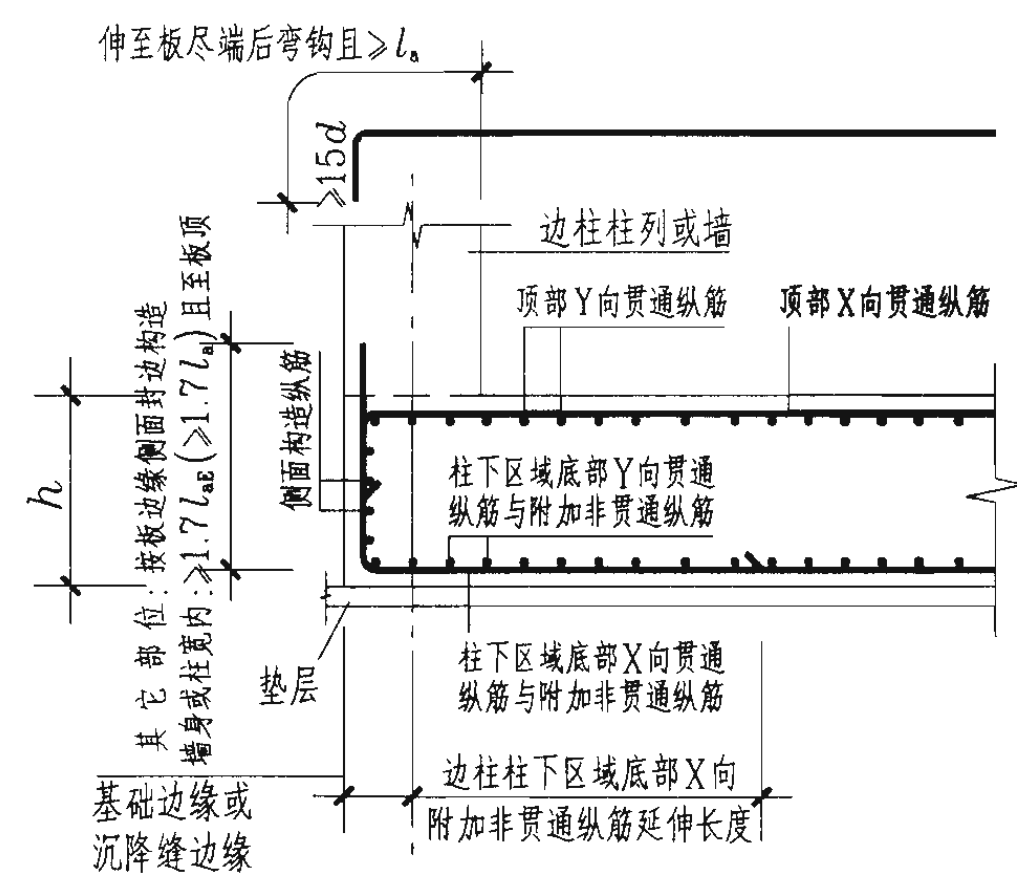 伸至板尽端后弯钩且≥lₐ
≥15d
边柱柱列或墙
顶部Y向贯通纵筋
顶部X向贯通纵筋
其它部位:按板边缘侧面封边构造
墙身或柱宽内:≥1.7laE(≥1.7la)且至板顶
侧面构造纵筋
h
柱下区域底部Y向贯通
纵筋与附加非贯通纵筋
垫层
柱下区域底部X向贯通
纵筋与附加非贯通纵筋
基础边缘或
沉降缝边缘
边柱柱下区域底部X向
附加非贯通纵筋延伸长度